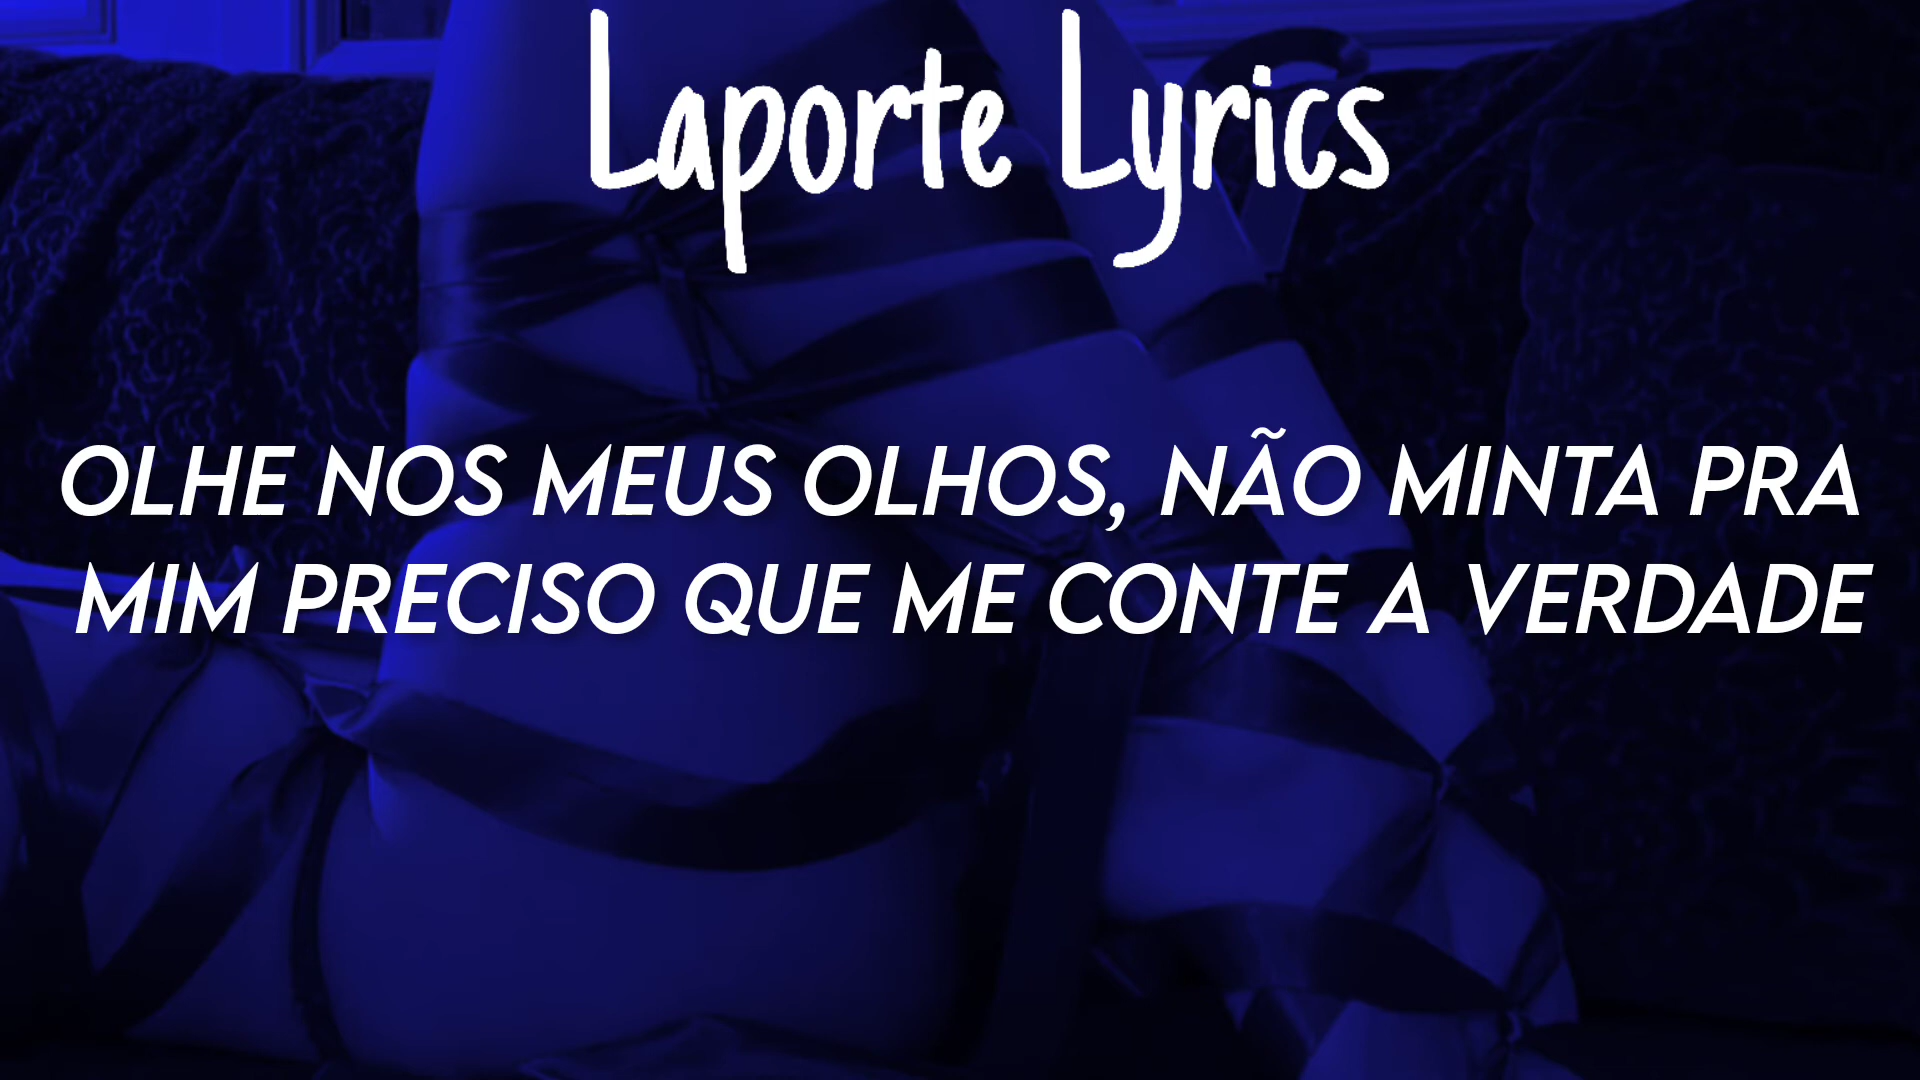 Laporte Lyrics
OLHE NOS MEUS OLHOS, NÃO MINTA PRA
MIM PRECISO QUE ME CONTE A VERDADE